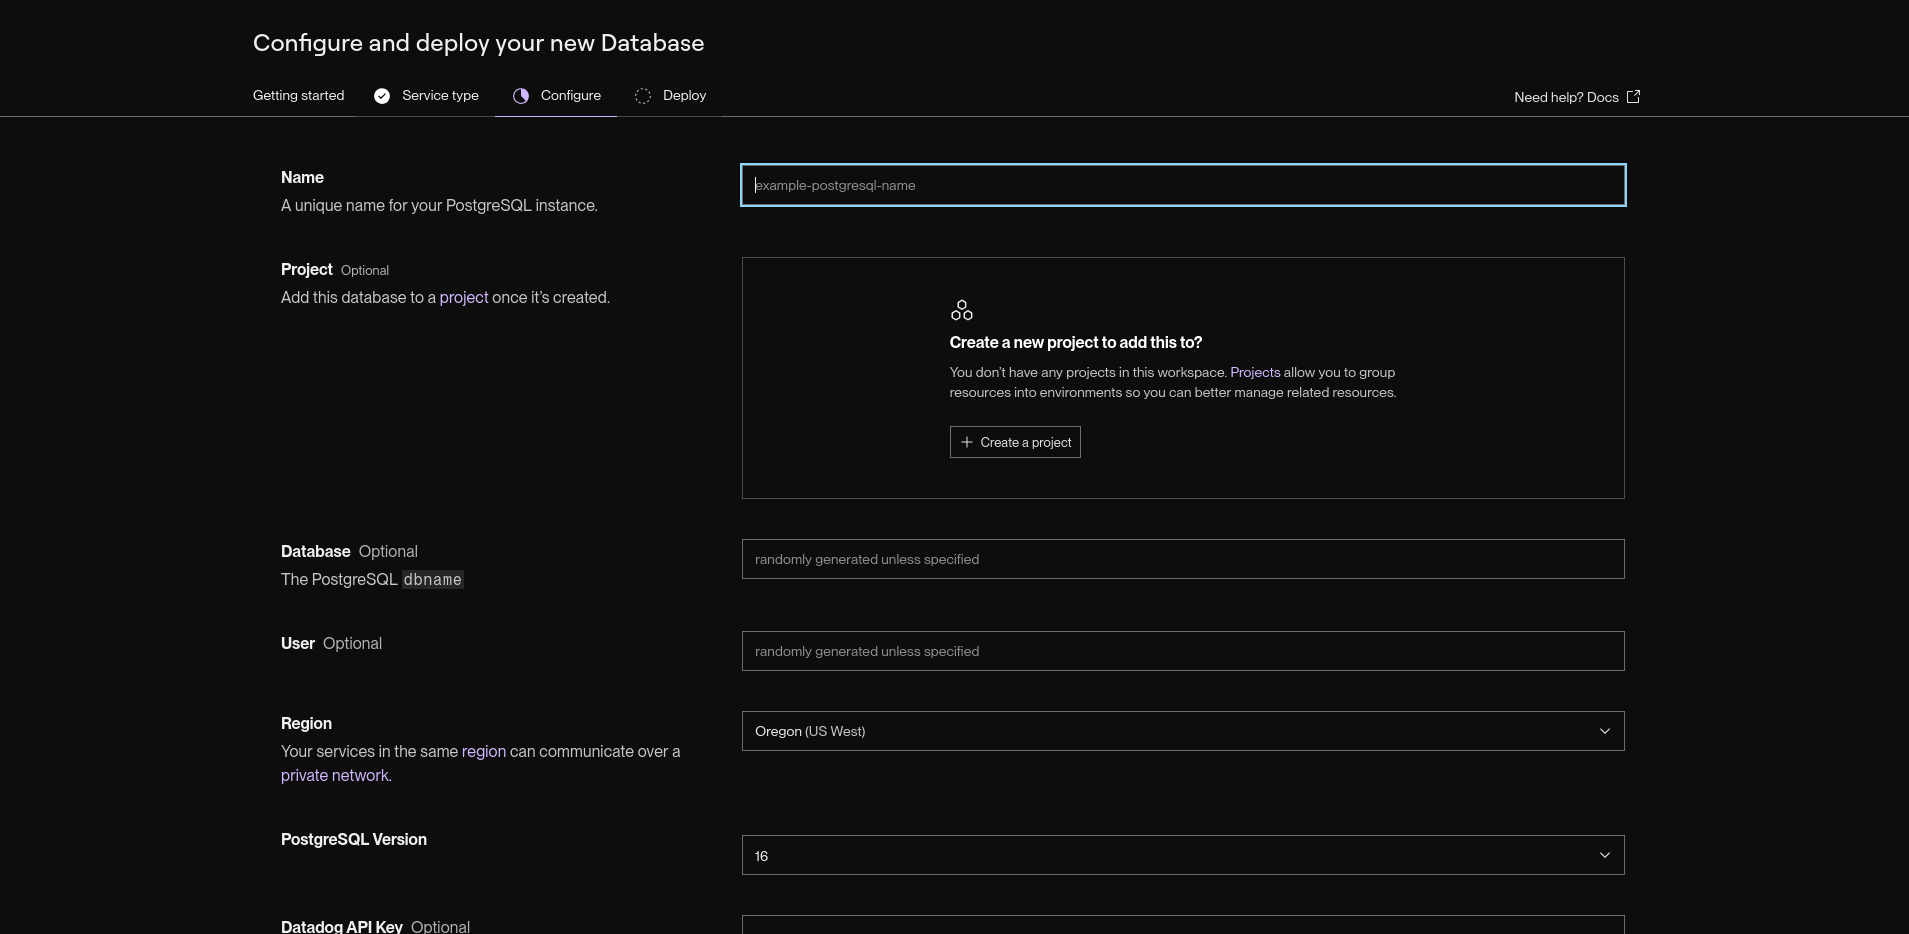 Configure and deploy your new Database
Getting started
Service type
Configure
Deploy
Need help? Docs
Name
A unique name for your PostgreSQL instance.
example-postgresql-name
Project Optional
Add this database to a project once it's created.
Create a new project to add this to?
You don't have any projects in this workspace. Projects allow you to group
resources into environments so you can better manage related resources.
Create a project
Database Optional
The PostgreSQL dbname
randomly generated unless specified
User Optional
randomly generated unless specified
Region
Your services in the same region can communicate over a
private network.
Oregon (US West)
PostgreSQL Version
16
Datadog API Key Optional